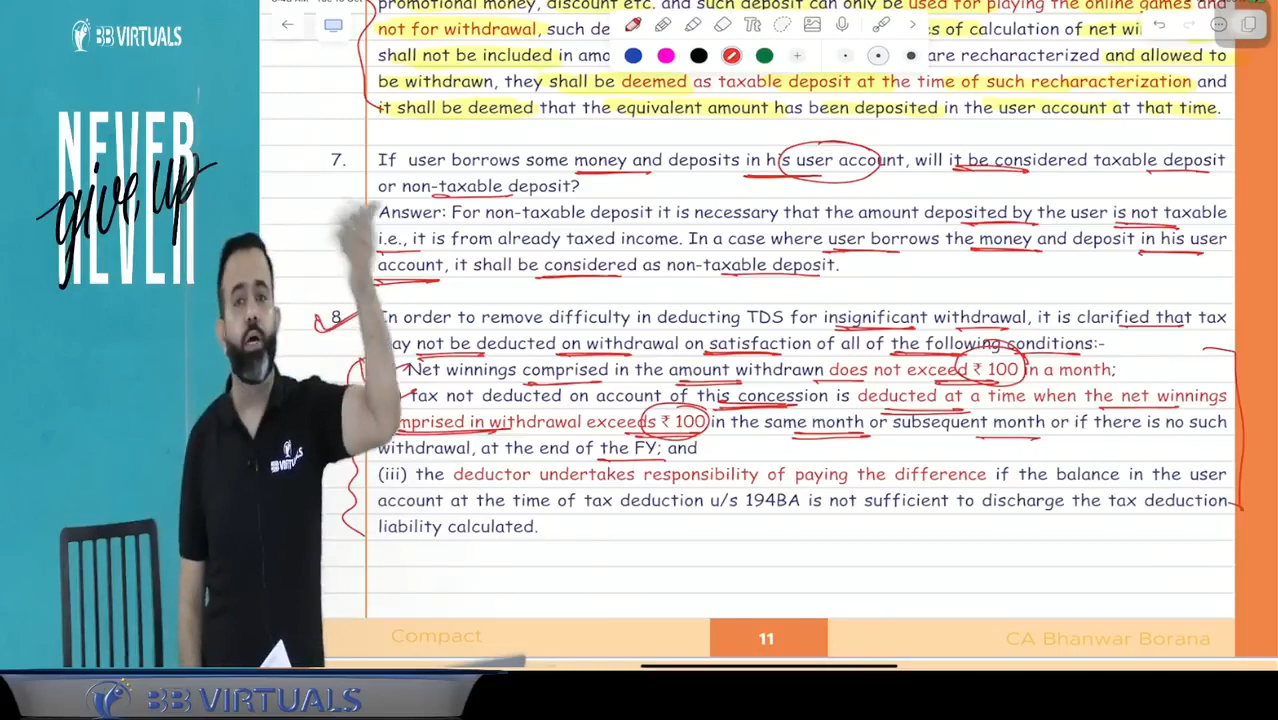 BB VIRTUALS
NEVER
give up
NEVER
promotional money, discount etc. and such deposit can only be used for playing the online games and
not for withdrawal, such de es of calculation of net wi
shall not be included in amo are recharacterized and allowed to
be withdrawn, they shall be deemed as taxable deposit at the time of such recharacterization and
it shall be deemed that the equivalent amount has been deposited in the user account at that time.
7. If user borrows some money and deposits in his user account, will it be considered taxable deposit
or non-taxable deposit?
Answer: For non-taxable deposit it is necessary that the amount deposited by the user is not taxable
i.e., it is from already taxed income. In a case where user borrows the money and deposit in his user
account, it shall be considered as non-taxable deposit.
8 In order to remove difficulty in deducting TDS for insignificant withdrawal, it is clarified that tax
may not be deducted on withdrawal on satisfaction of all of the following conditions:-
Net winnings comprised in the amount withdrawn does not exceed ₹ 100 in a month;
tax not deducted on account of this concession is deducted at a time when the net winnings
comprised in withdrawal exceeds ₹ 100 in the same month or subsequent month or if there is no such
withdrawal, at the end of the FY; and
(iii) the deductor undertakes responsibility of paying the difference if the balance in the user
account at the time of tax deduction u/s 194BA is not sufficient to discharge the tax deduction
liability calculated.
BB VIRTUALS
Compact 11 CA Bhanwar Borana
BB VIRTUALS